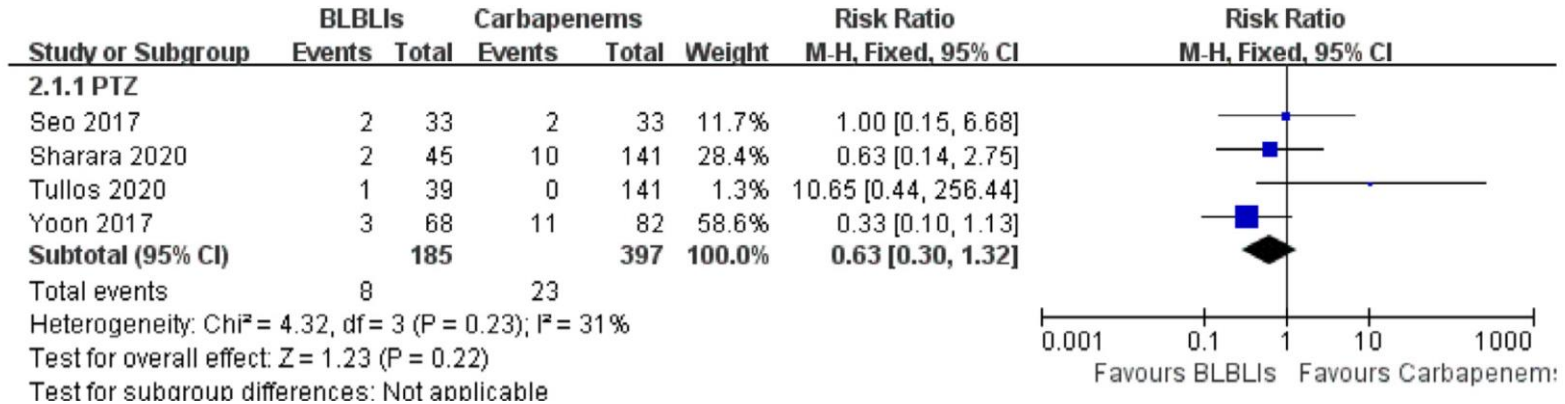 BLBLIs Carbapenems Risk Ratio Risk Ratio
Study or Subgroup Events Total Events Total Weight M-H, Fixed, 95% CI M-H, Fixed, 95% CI
2.1.1 PTZ
Seo 2017 2 33 2 33 11.7% 1.00 [0.15, 6.68]
Sharara 2020 2 45 10 141 28.4% 0.63 [0.14, 2.75]
Tullos 2020 1 39 0 141 1.3% 10.65 [0.44, 256.44]
Yoon 2017 3 68 11 82 58.6% 0.33 [0.10, 1.13]
Subtotal (95% CI) 185 397 100.0% 0.63 [0.30, 1.32]
Total events 8 23
Heterogeneity: Chi² = 4.32, df = 3 (P = 0.23); I² = 31%
Test for overall effect: Z = 1.23 (P = 0.22)
Test for subgroup differences: Not applicable
0.001 0.1 1 10 1000
Favours BLBLIs Favours Carbapenems